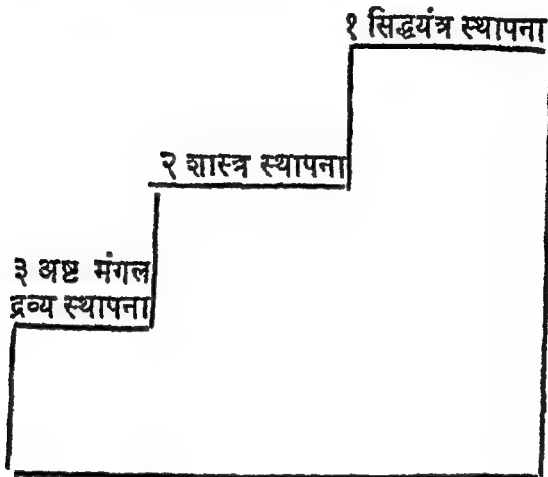 १ सिद्धयंत्र स्थापना
२ शास्त्र स्थापना
३ अष्ट मंगल
द्रव्य स्थापना